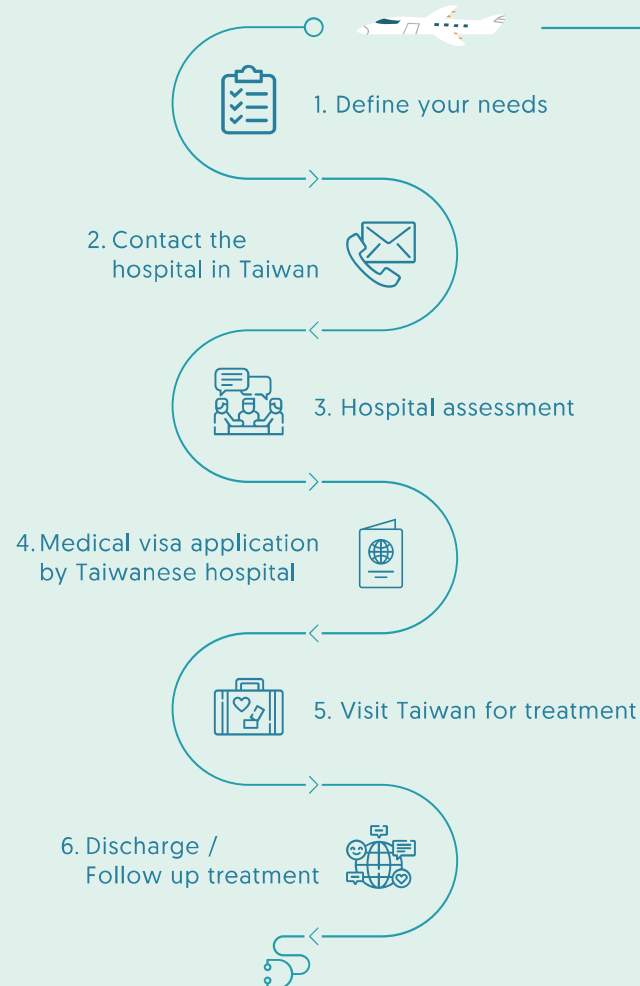 1. Define your needs
2. Contact the
hospital in Taiwan
3. Hospital assessment
4. Medical visa application
by Taiwanese hospital
5. Visit Taiwan for treatment
6. Discharge /
Follow up treatment